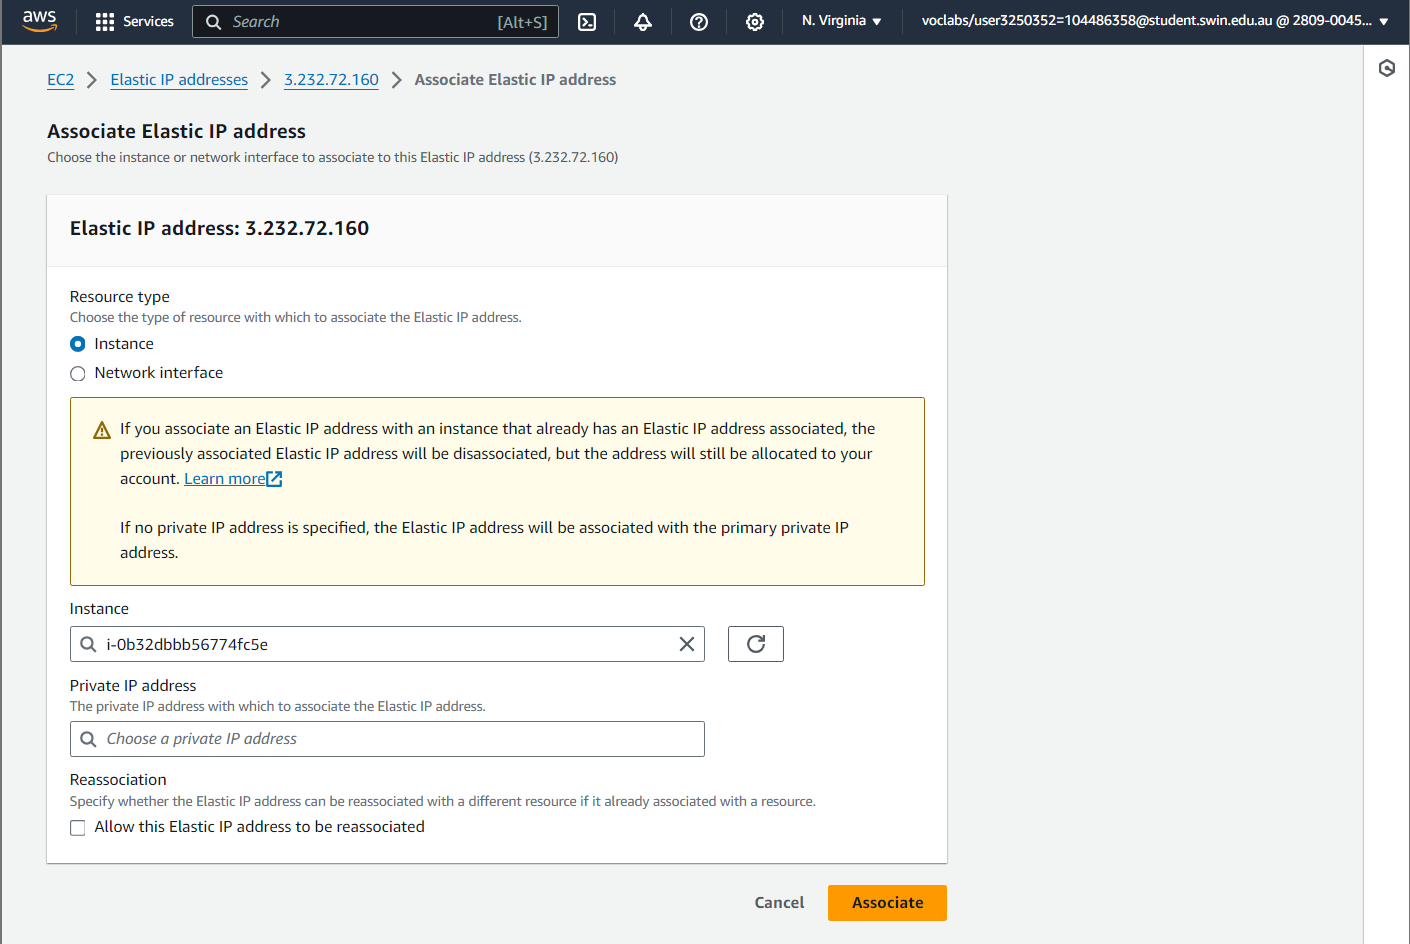 aws Services Search [Alt+S] N. Virginia voclabs/user3250352=104486358@student.swin.edu.au @ 2809-0045...
EC2 Elastic IP addresses 3.232.72.160 Associate Elastic IP address
Associate Elastic IP address
Choose the instance or network interface to associate to this Elastic IP address (3.232.72.160)
Elastic IP address: 3.232.72.160
Resource type
Choose the type of resource with which to associate the Elastic IP address.
Instance
Network interface
If you associate an Elastic IP address with an instance that already has an Elastic IP address associated, the
previously associated Elastic IP address will be disassociated, but the address will still be allocated to your
account. Learn more
If no private IP address is specified, the Elastic IP address will be associated with the primary private IP
address.
Instance
i-0b32dbbb56774fc5e
Private IP address
The private IP address with which to associate the Elastic IP address.
Choose a private IP address
Reassociation
Specify whether the Elastic IP address can be reassociated with a different resource if it already associated with a resource.
Allow this Elastic IP address to be reassociated
Cancel Associate